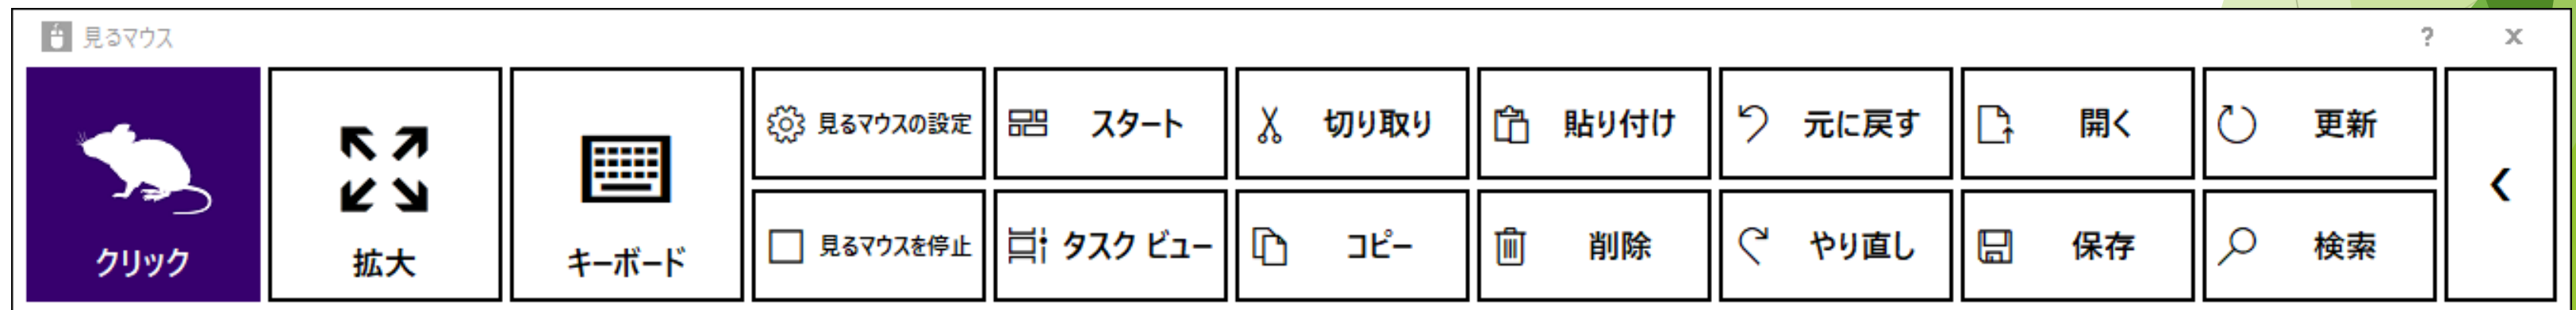 見るマウス ? ×
クリック
拡大
キーボード
見るマウスの設定
見るマウスを停止
スタート
タスク ビュー
切り取り
コピー
貼り付け
削除
元に戻す
やり直し
開く
保存
更新
検索